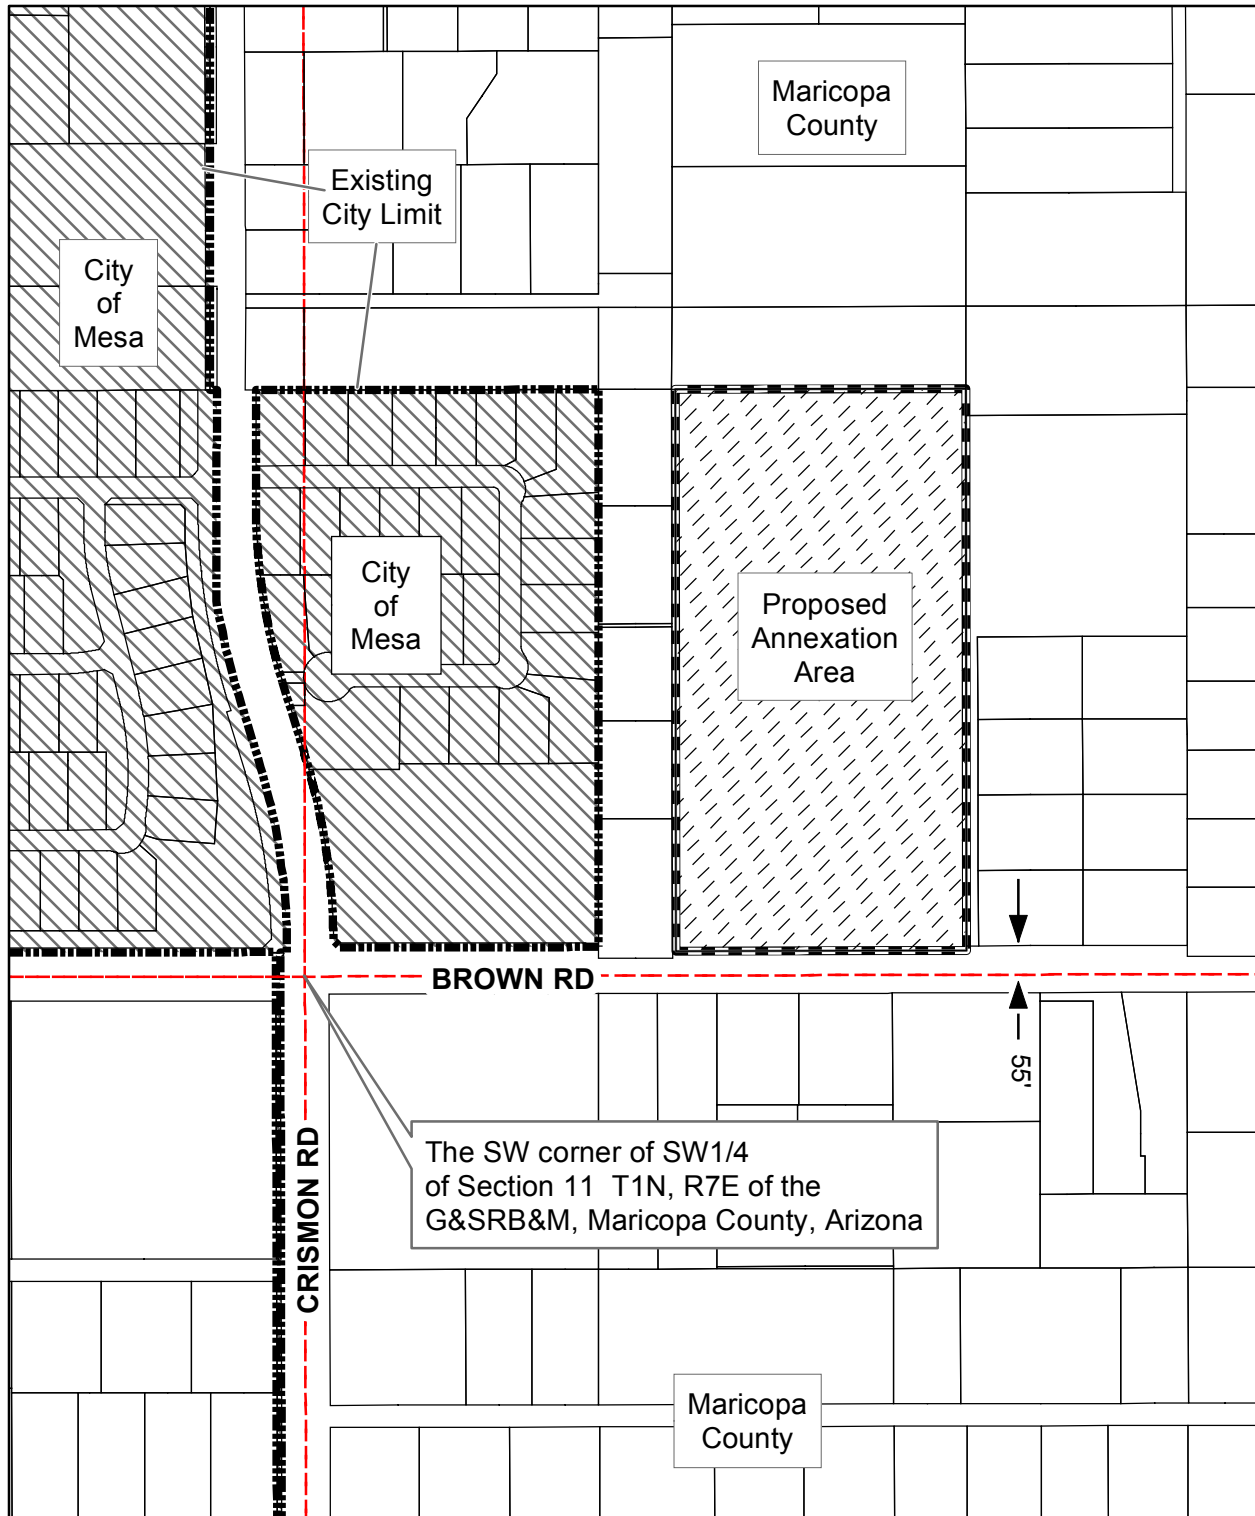 Maricopa
County
Existing
City Limit
City
of
Mesa
City
of
Mesa
Proposed
Annexation
Area
BROWN RD
55'
The SW corner of SW1/4
of Section 11 T1N, R7E of the
G&SRB&M, Maricopa County, Arizona
CRISMON RD
Maricopa
County